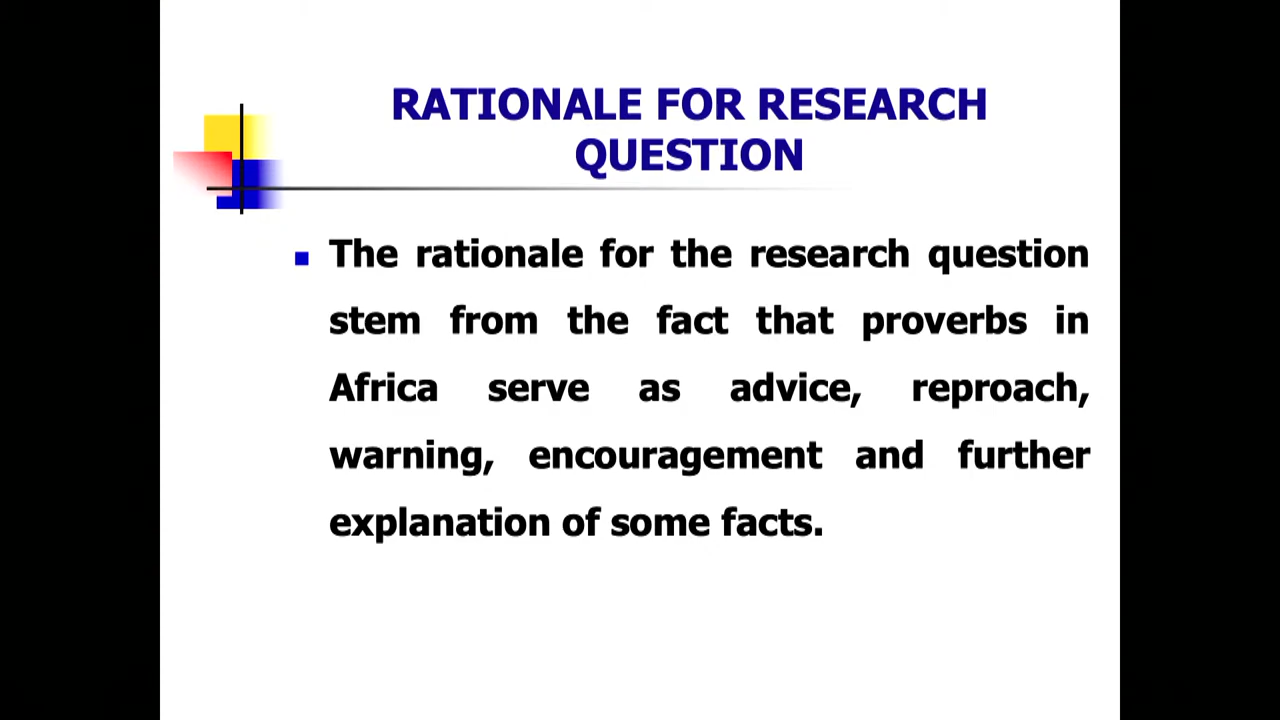 RATIONALE FOR RESEARCH
QUESTION
The rationale for the research question
stem from the fact that proverbs in
Africa serve as advice, reproach,
warning, encouragement and further
explanation of some facts.